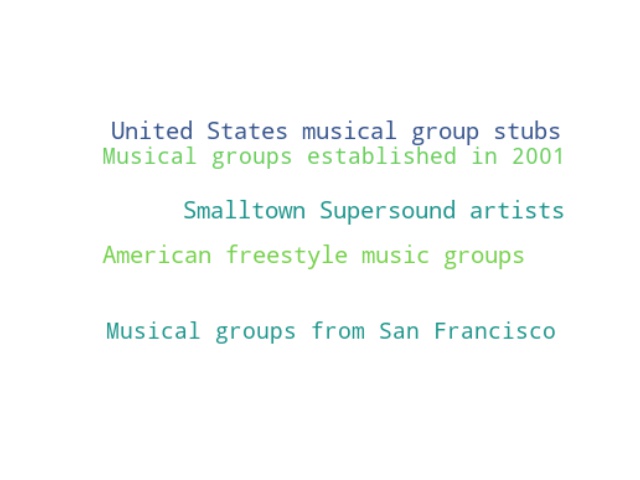 United States musical group stubs
Musical groups established in 2001
Smalltown Supersound artists
American freestyle music groups
Musical groups from San Francisco